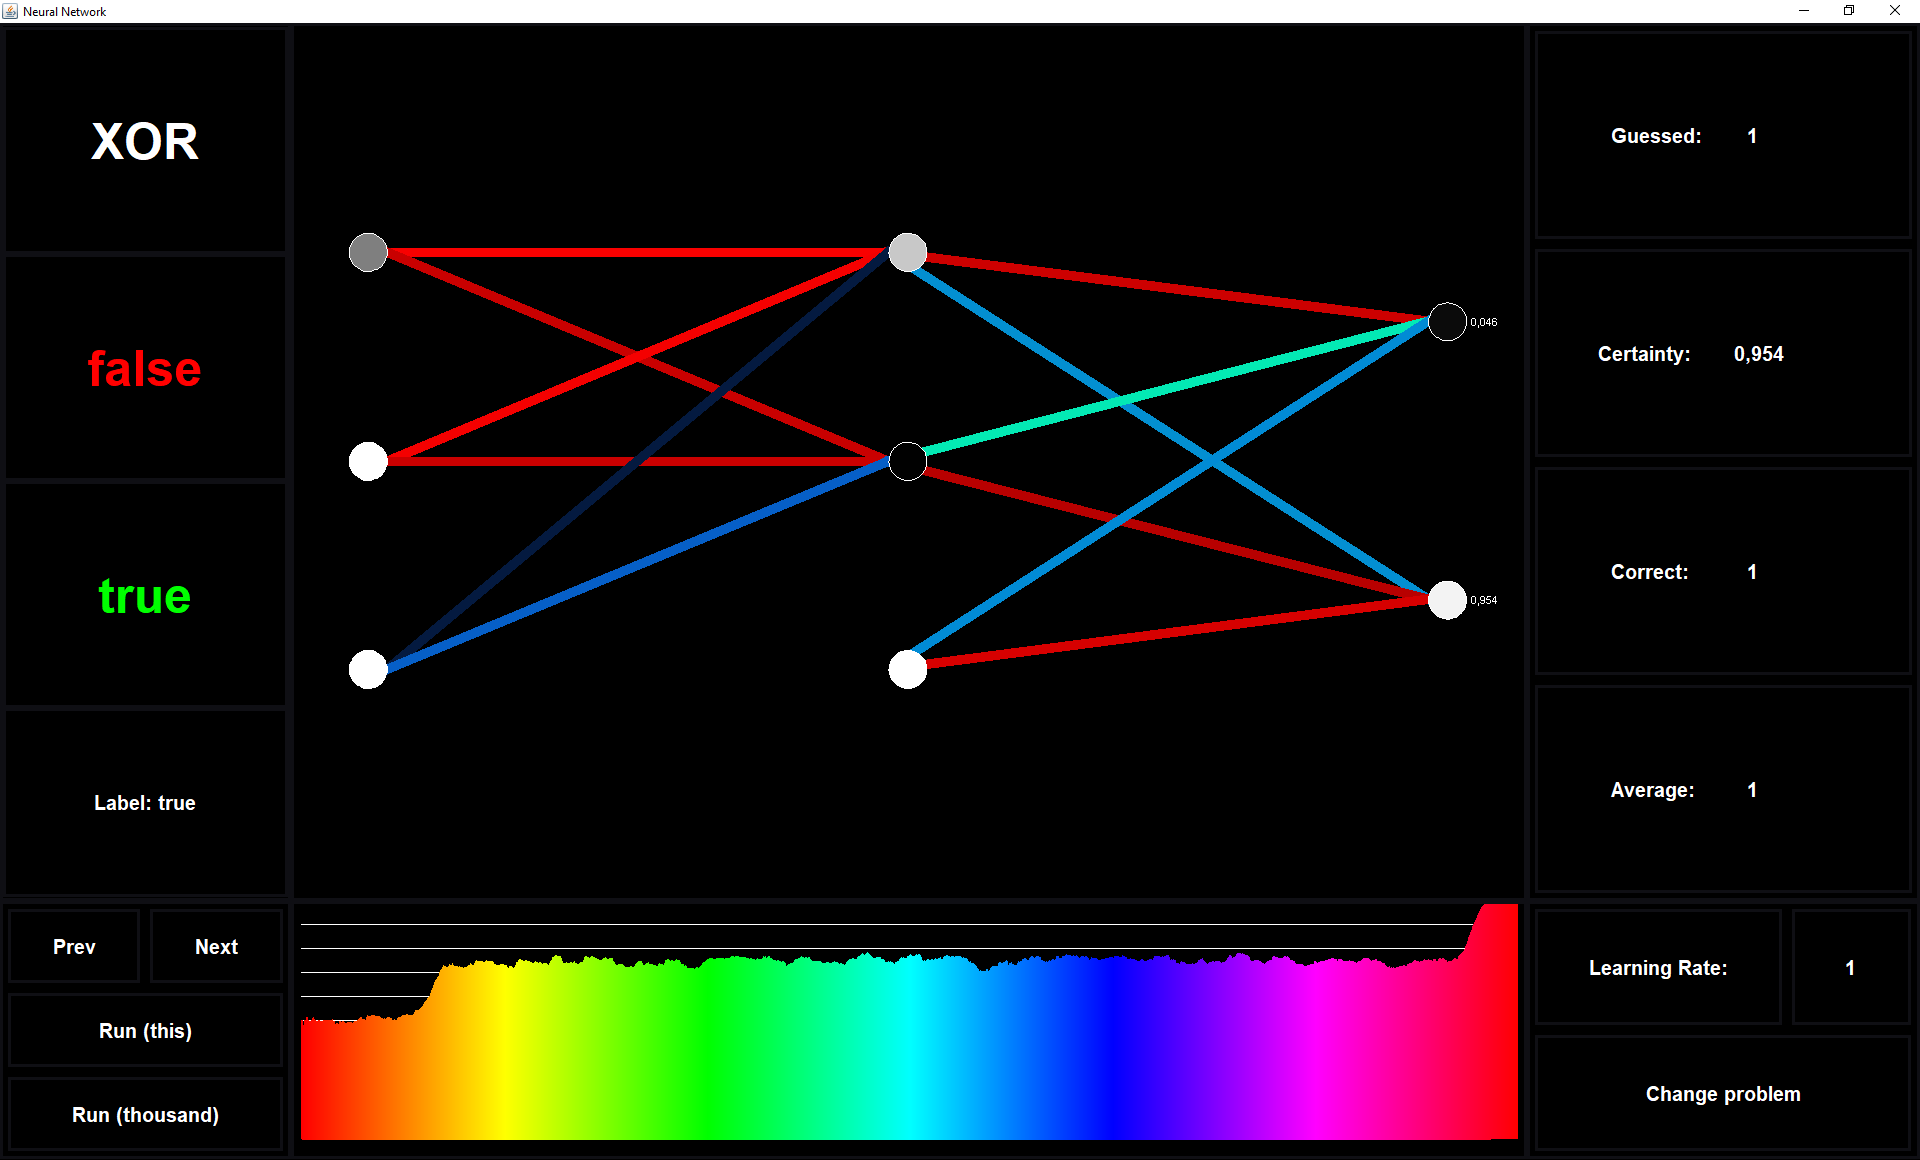 Neural Network
XOR
false
true
Label: true
Prev
Next
Run (this)
Run (thousand)
0,046
0,954
Guessed: 1
Certainty: 0,954
Correct: 1
Average: 1
Learning Rate: 1
Change problem